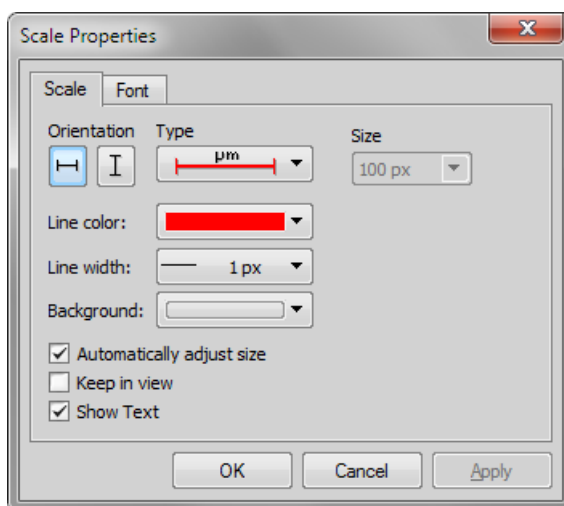 Scale Properties
Scale Font
Orientation Type Size
µm
100 px
Line color:
Line width: 1 px
Background:
Automatically adjust size
Keep in view
Show Text
OK Cancel Apply